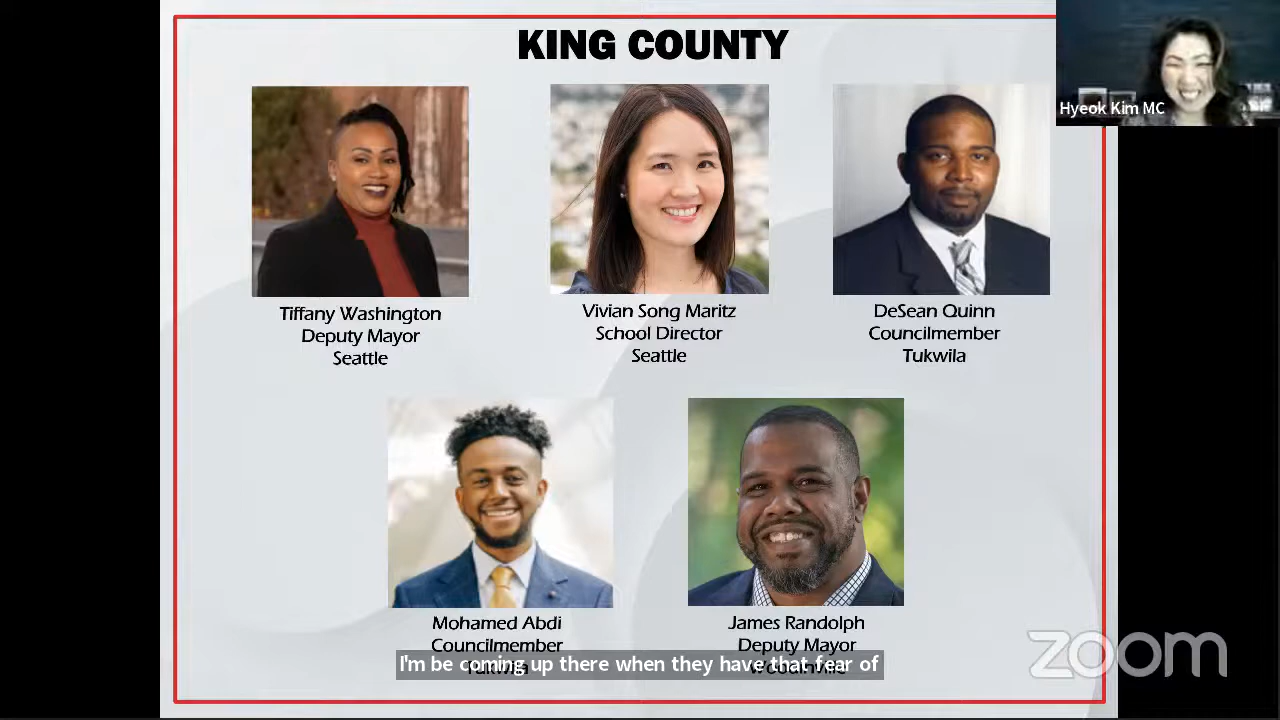 KING COUNTY
Hyeok Kim MC
Tiffany Washington
Deputy Mayor
Seattle
Vivian Song Maritz
School Director
Seattle
DeSean Quinn
Councilmember
Tukwila
Mohamed Abdi
Councilmember
Tukwila
James Randolph
Deputy Mayor
Woodinville
I'm be coming up there when they have that fear of
zoom